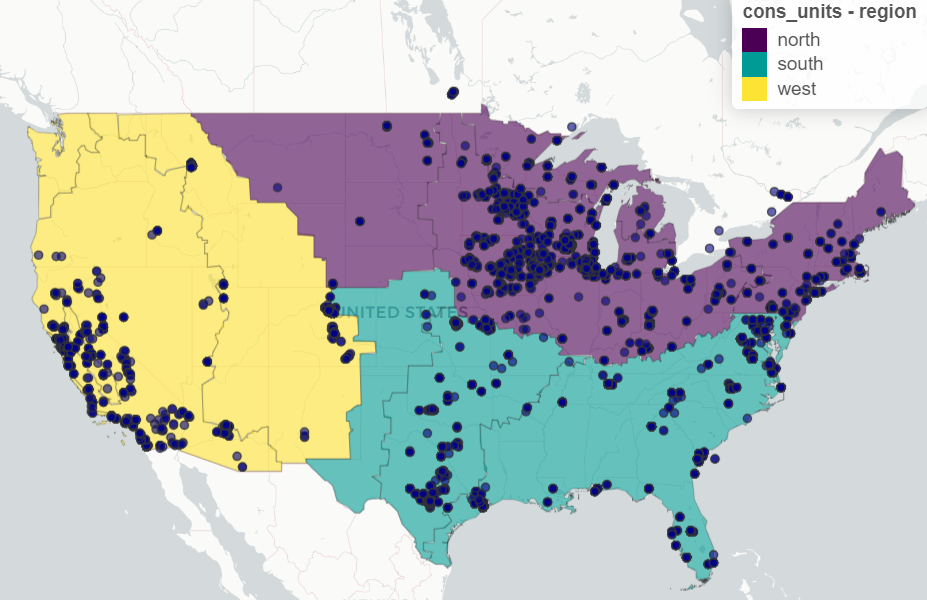 cons_units - region
north
south
west
UNITED STATES